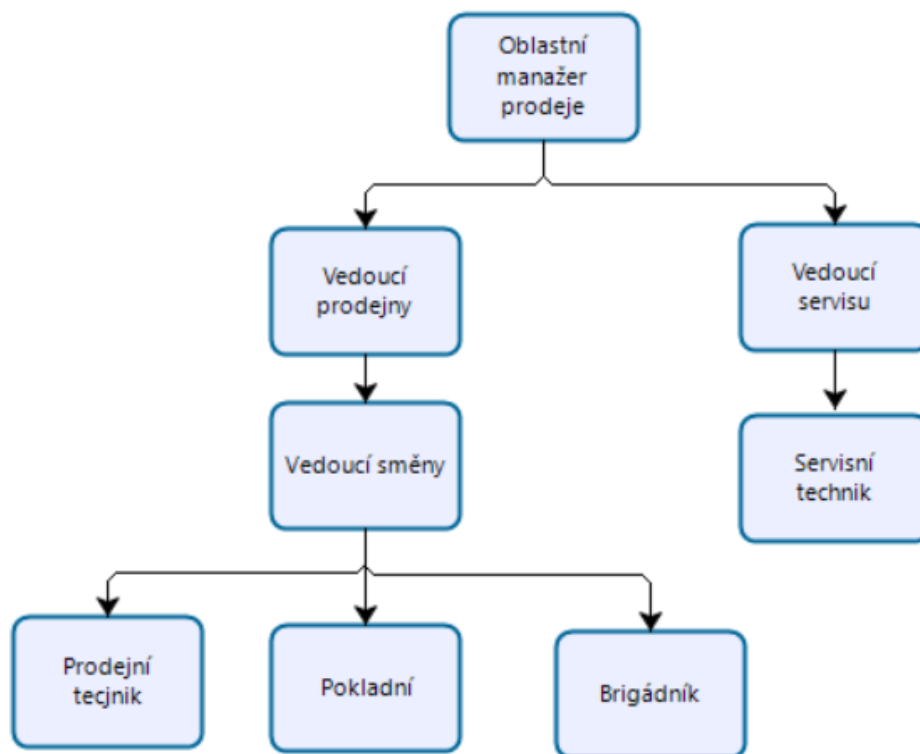 Oblastní
manažer
prodeje
Vedoucí
prodejny
Vedoucí
servisu
Vedoucí směny
Servisní
technik
Prodejní
tecjnik
Pokladní
Brigádník